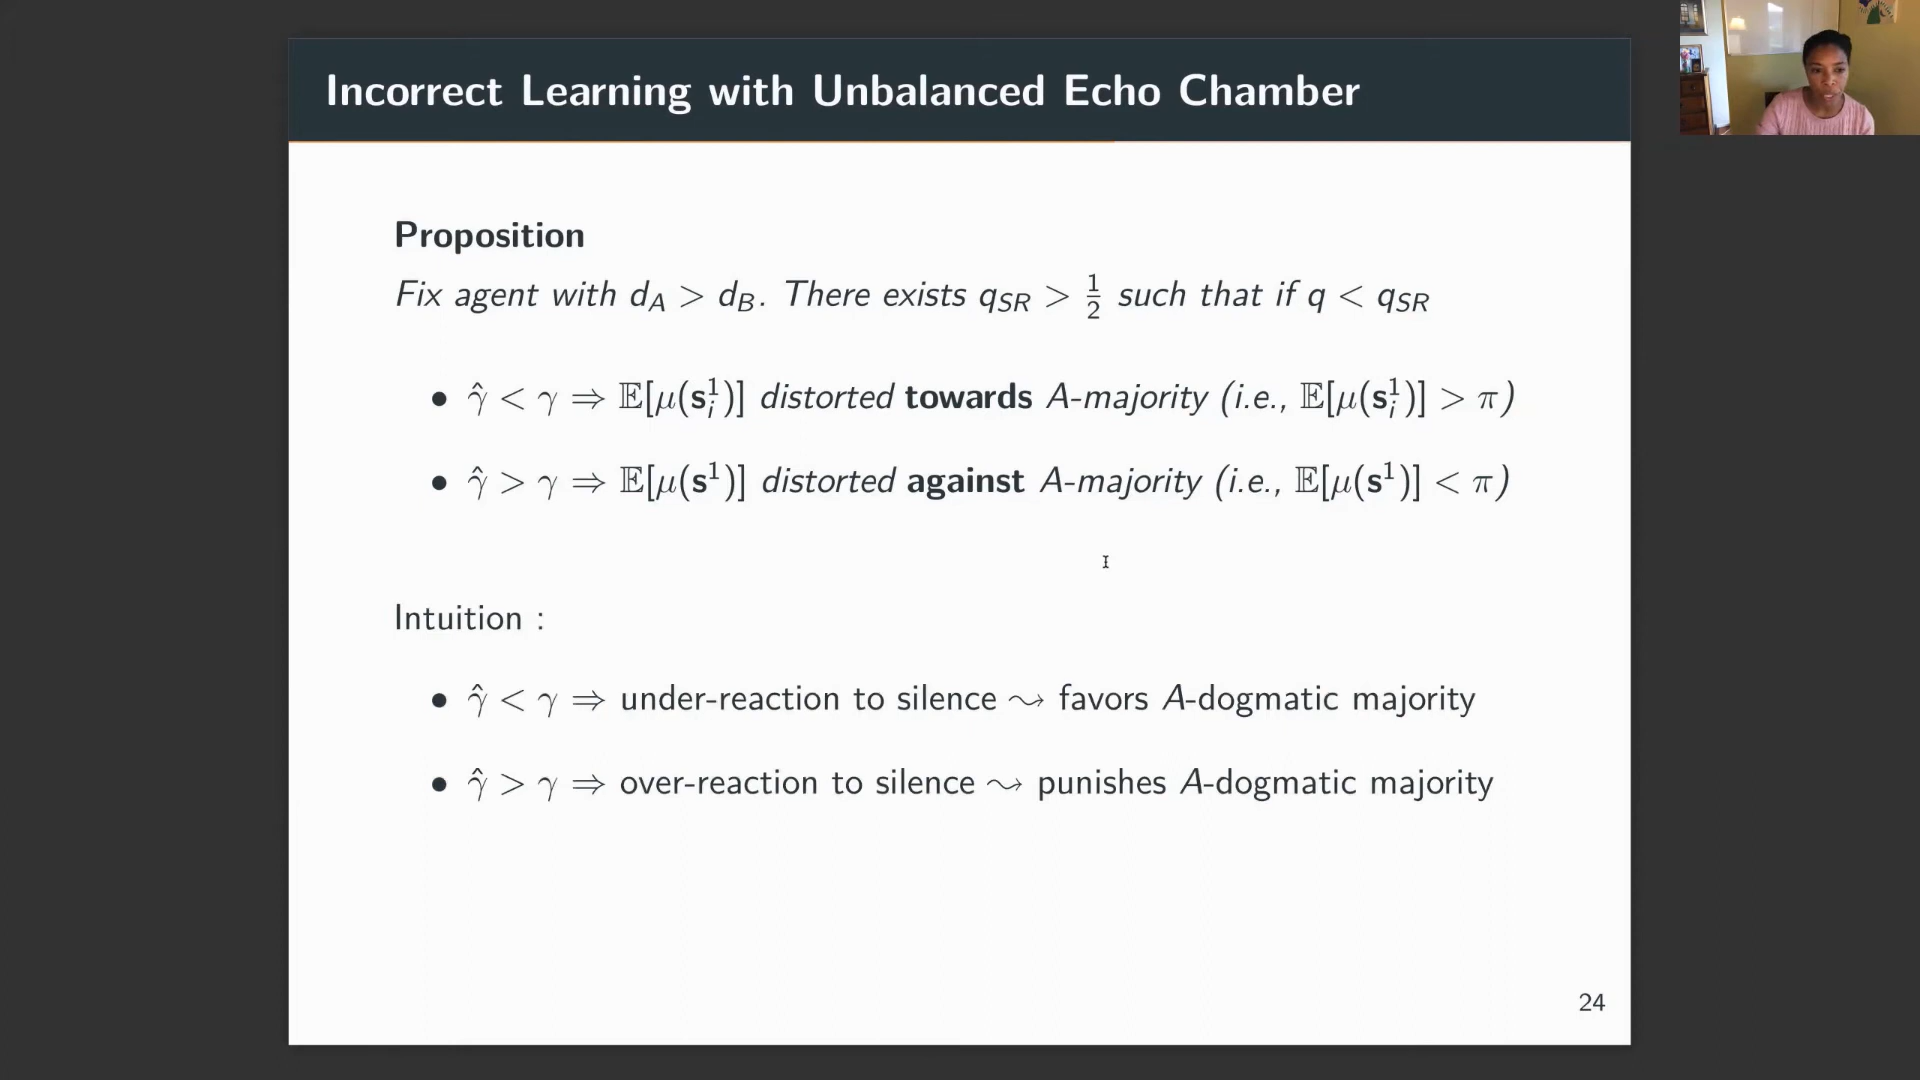 Incorrect Learning with Unbalanced Echo Chamber
Proposition
Fix agent with d_A > d_B. There exists q_SR > 1/2 such that if q < q_SR
• γ̂ < γ ⇒ 𝔼[μ(s_i^1)] distorted towards A-majority (i.e., 𝔼[μ(s_i^1)] > π)
• γ̂ > γ ⇒ 𝔼[μ(s^1)] distorted against A-majority (i.e., 𝔼[μ(s^1)] < π)
Intuition :
• γ̂ < γ ⇒ under-reaction to silence ⤳ favors A-dogmatic majority
• γ̂ > γ ⇒ over-reaction to silence ⤳ punishes A-dogmatic majority
24